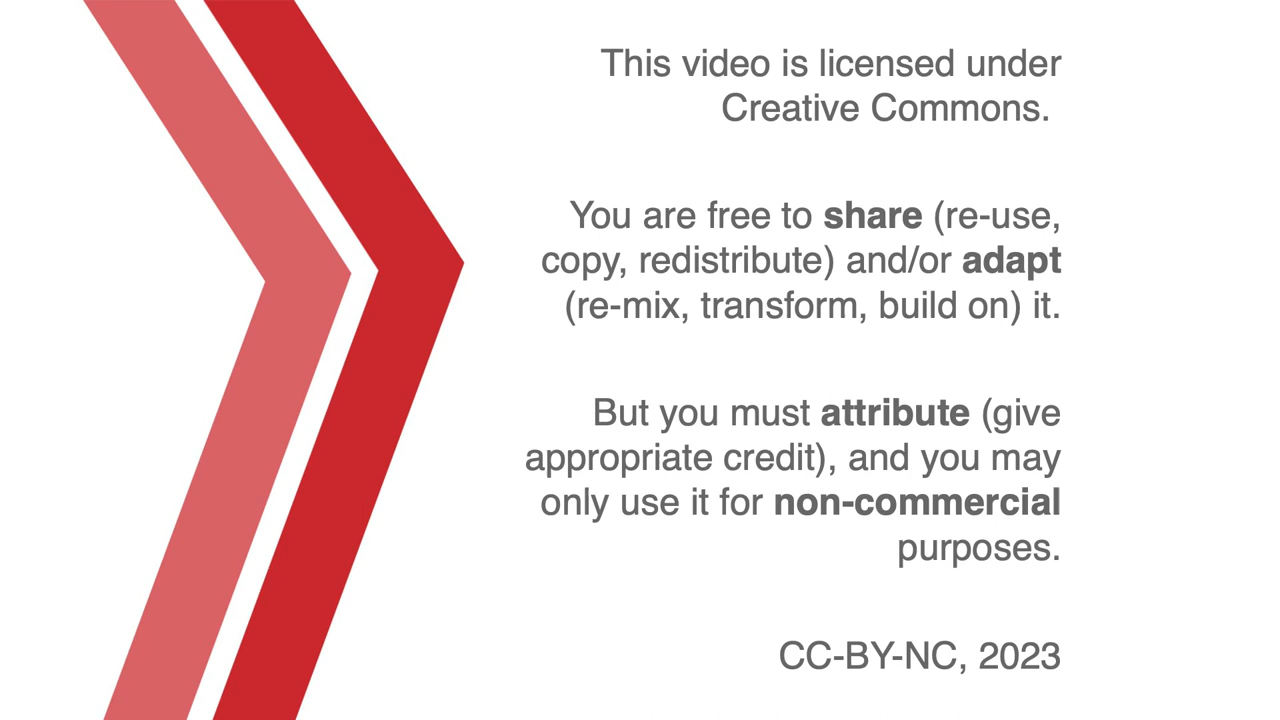 This video is licensed under
Creative Commons.
You are free to share (re-use,
copy, redistribute) and/or adapt
(re-mix, transform, build on) it.
But you must attribute (give
appropriate credit), and you may
only use it for non-commercial
purposes.
CC-BY-NC, 2023